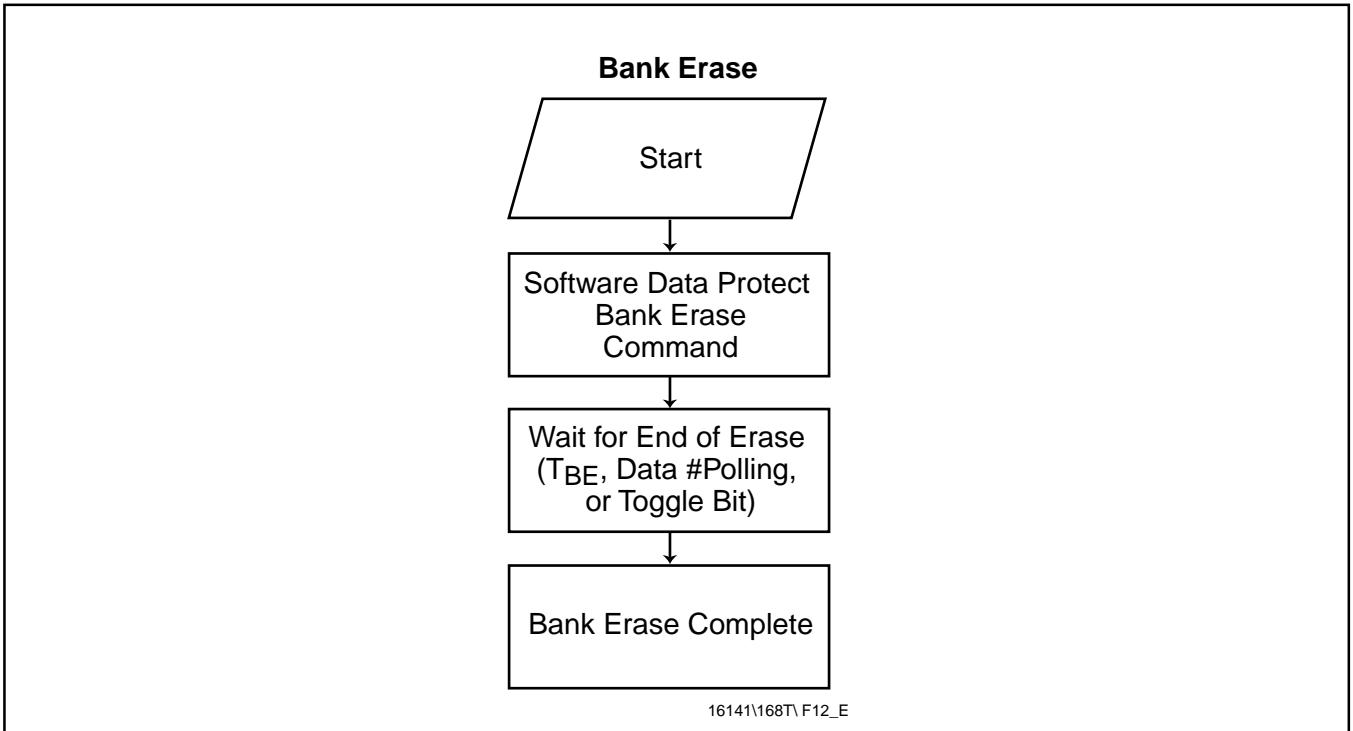 Bank Erase
Start
Software Data Protect
Bank Erase
Command
Wait for End of Erase
(TBE, Data #Polling,
or Toggle Bit)
Bank Erase Complete
16141\168T\ F12_E